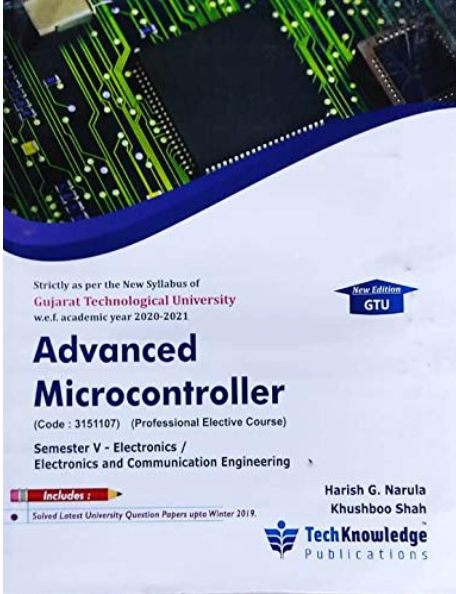 Strictly as per the New Syllabus of
Gujarat Technological University
w.e.f. academic year 2020-2021
New Edition
GTU
Advanced
Microcontroller
(Code : 3151107) (Professional Elective Course)
Semester V - Electronics /
Electronics and Communication Engineering
Includes :
Solved Latest University Question Papers upto Winter 2019.
Harish G. Narula
Khushboo Shah
TechKnowledge™
Publications